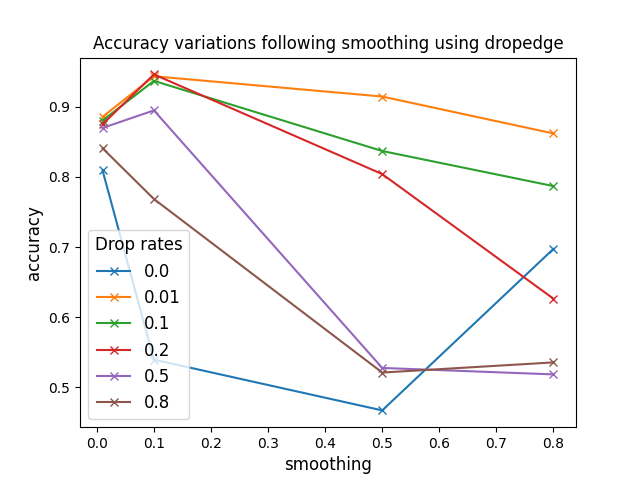 Accuracy variations following smoothing using dropedge
accuracy
0.9
0.8
0.7
0.6
0.5
Drop rates
0.0
0.01
0.1
0.2
0.5
0.8
0.0 0.1 0.2 0.3 0.4 0.5 0.6 0.7 0.8
smoothing